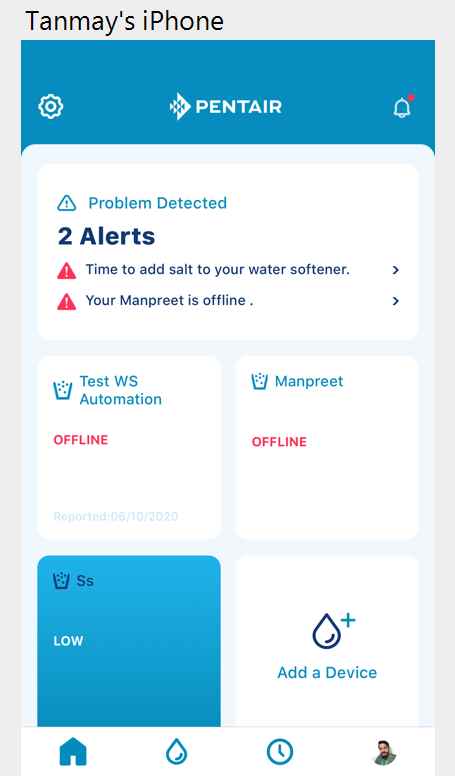 Tanmay's iPhone
PENTAIR
Problem Detected
2 Alerts
Time to add salt to your water softener.
Your Manpreet is offline .
Test WS
Automation
OFFLINE
Reported:06/10/2020
Manpreet
OFFLINE
Ss
LOW
Add a Device